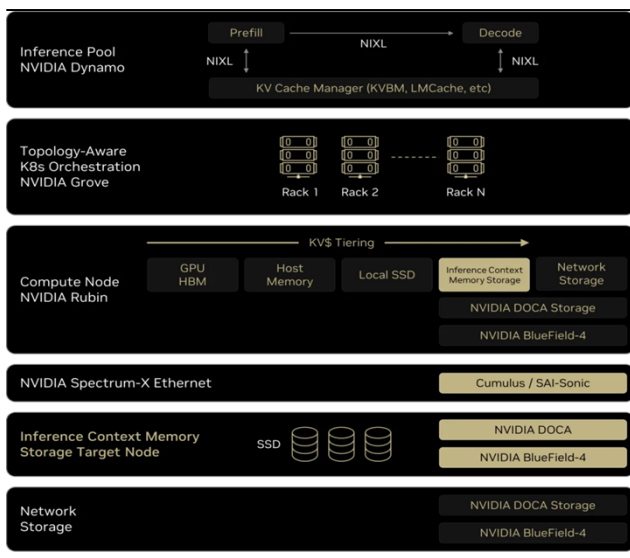 Inference Pool
NVIDIA Dynamo
Prefill
NIXL
Decode
NIXL
NIXL
KV Cache Manager (KVBM, LMCache, etc)
Topology-Aware
K8s Orchestration
NVIDIA Grove
Rack 1
Rack 2
Rack N
KV$ Tiering
Compute Node
NVIDIA Rubin
GPU
HBM
Host
Memory
Local SSD
Inference Context
Memory Storage
Network
Storage
NVIDIA DOCA Storage
NVIDIA BlueField-4
NVIDIA Spectrum-X Ethernet
Cumulus / SAI-Sonic
Inference Context Memory
Storage Target Node
SSD
NVIDIA DOCA
NVIDIA BlueField-4
Network
Storage
NVIDIA DOCA Storage
NVIDIA BlueField-4